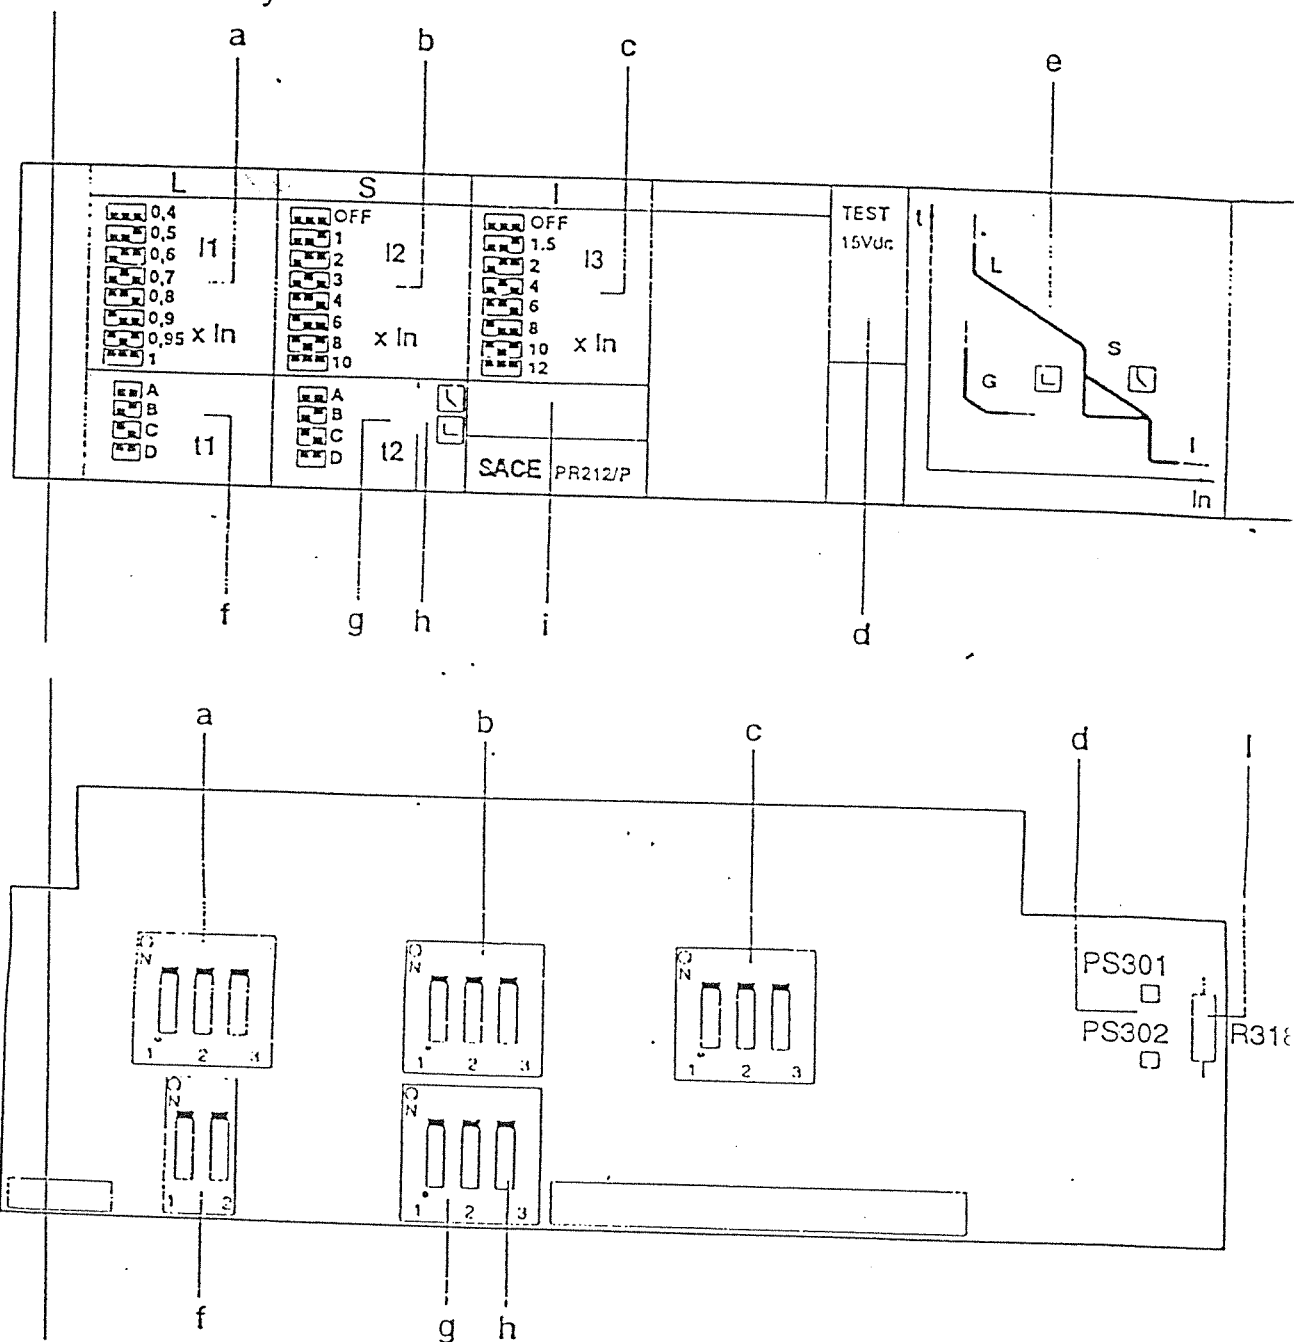 a b c e
L S I
0,4
0,5
0,6
0,7
0,8
0,9
0,95
1
I1
x In
OFF
1
2
3
4
6
8
10
I2
x In
OFF
1.5
2
4
6
8
10
12
I3
x In
A
B
C
D
t1
A
B
C
D
t2
SACE PR212/P
TEST
15Vdc
t
L
S
G
I
In
f g h i d
a b c d l
ON
1 2 3
ON
1 2 3
ON
1 2 3
PS301
PS302
R318
ON
1 2
ON
1 2 3
f g h